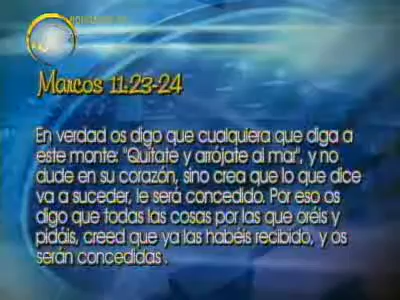 Marcos 11:23-24
En verdad os digo que cualquiera que diga a
este monte: "Quítate y arrójate al mar", y no
dude en su corazón, sino crea que lo que dice
va a suceder, le será concedido. Por eso os
digo que todas las cosas por las que oréis y
pidáis, creed que ya las habéis recibido, y os
serán concedidas .